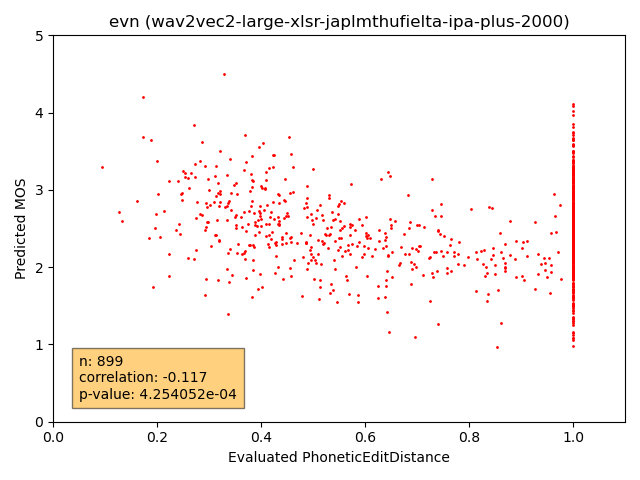 evn (wav2vec2-large-xlsr-japlmthufielta-ipa-plus-2000)
5
4
3
2
1
0
Predicted MOS
n: 899
correlation: -0.117
p-value: 4.254052e-04
0.0 0.2 0.4 0.6 0.8 1.0
Evaluated PhoneticEditDistance